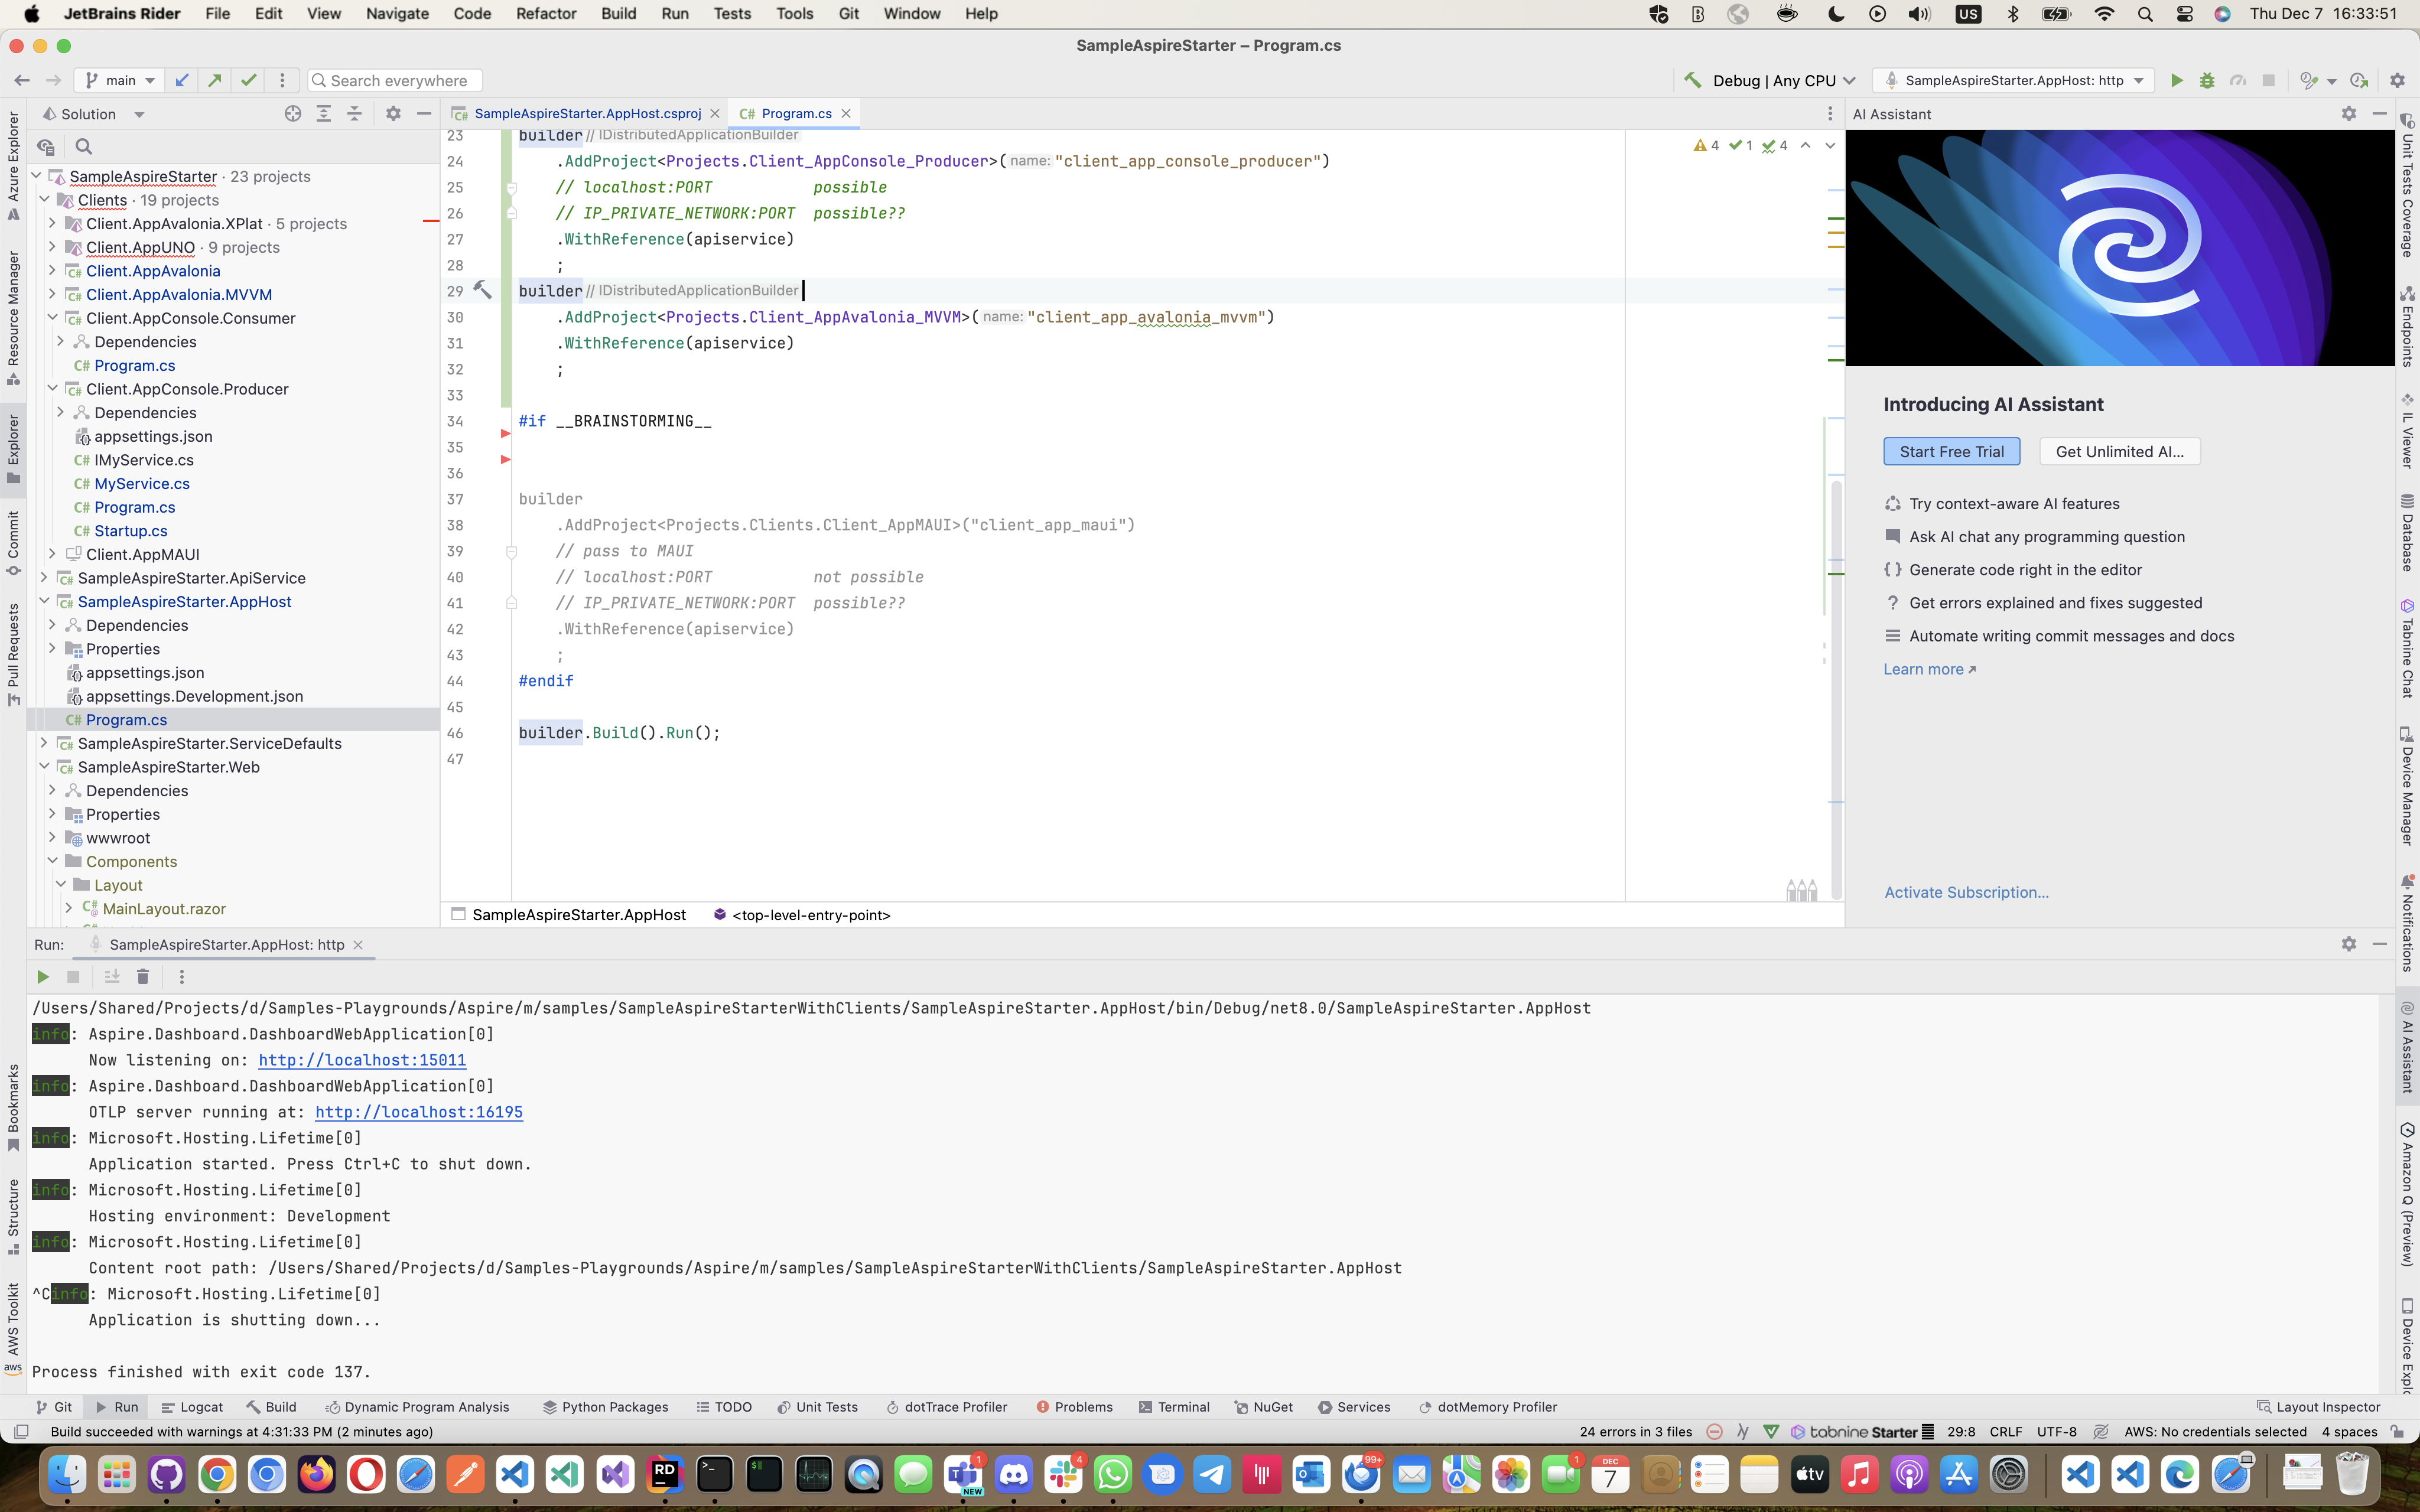 JetBrains Rider File Edit View Navigate Code Refactor Build Run Tests Tools Git Window Help US Thu Dec 7 16:33:51
SampleAspireStarter – Program.cs
main Search everywhere Debug | Any CPU SampleAspireStarter.AppHost: http
Solution
SampleAspireStarter · 23 projects
Clients · 19 projects
Client.AppAvalonia.XPlat · 5 projects
Client.AppUNO · 9 projects
C# Client.AppAvalonia
C# Client.AppAvalonia.MVVM
C# Client.AppConsole.Consumer
Dependencies
C# Program.cs
C# Client.AppConsole.Producer
Dependencies
appsettings.json
C# IMyService.cs
C# MyService.cs
C# Program.cs
C# Startup.cs
Client.AppMAUI
C# SampleAspireStarter.ApiService
C# SampleAspireStarter.AppHost
Dependencies
Properties
appsettings.json
appsettings.Development.json
C# Program.cs
C# SampleAspireStarter.ServiceDefaults
C# SampleAspireStarter.Web
Dependencies
Properties
wwwroot
Components
Layout
MainLayout.razor
Azure Explorer
Resource Manager
Explorer
Commit
Pull Requests
Bookmarks
Structure
AWS Toolkit
aws
C# SampleAspireStarter.AppHost.csproj C# Program.cs
4 1 4
23 builder // IDistributedApplicationBuilder
24 .AddProject<Projects.Client_AppConsole_Producer>( name: "client_app_console_producer")
25 // localhost:PORT possible
26 // IP_PRIVATE_NETWORK:PORT possible??
27 .WithReference(apiservice)
28 ;
29 builder // IDistributedApplicationBuilder
30 .AddProject<Projects.Client_AppAvalonia_MVVM>( name: "client_app_avalonia_mvvm")
31 .WithReference(apiservice)
32 ;
33
34 #if __BRAINSTORMING__
35
36
37 builder
38 .AddProject<Projects.Clients.Client_AppMAUI>("client_app_maui")
39 // pass to MAUI
40 // localhost:PORT not possible
41 // IP_PRIVATE_NETWORK:PORT possible??
42 .WithReference(apiservice)
43 ;
44 #endif
45
46 builder.Build().Run();
47
SampleAspireStarter.AppHost <top-level-entry-point>
AI Assistant
Introducing AI Assistant
Start Free Trial Get Unlimited AI...
Try context-aware AI features
Ask AI chat any programming question
Generate code right in the editor
Get errors explained and fixes suggested
Automate writing commit messages and docs
Learn more
Activate Subscription...
Unit Tests Coverage
Endpoints
IL Viewer
Database
Tabnine Chat
Device Manager
Notifications
AI Assistant
Amazon Q (Preview)
Device Explo
Run: SampleAspireStarter.AppHost: http
/Users/Shared/Projects/d/Samples-Playgrounds/Aspire/m/samples/SampleAspireStarterWithClients/SampleAspireStarter.AppHost/bin/Debug/net8.0/SampleAspireStarter.AppHost
info: Aspire.Dashboard.DashboardWebApplication[0]
Now listening on: http://localhost:15011
info: Aspire.Dashboard.DashboardWebApplication[0]
OTLP server running at: http://localhost:16195
info: Microsoft.Hosting.Lifetime[0]
Application started. Press Ctrl+C to shut down.
info: Microsoft.Hosting.Lifetime[0]
Hosting environment: Development
info: Microsoft.Hosting.Lifetime[0]
Content root path: /Users/Shared/Projects/d/Samples-Playgrounds/Aspire/m/samples/SampleAspireStarterWithClients/SampleAspireStarter.AppHost
^Cinfo: Microsoft.Hosting.Lifetime[0]
Application is shutting down...
Process finished with exit code 137.
Git Run Logcat Build Dynamic Program Analysis Python Packages TODO Unit Tests dotTrace Profiler Problems Terminal NuGet Services dotMemory Profiler Layout Inspector
Build succeeded with warnings at 4:31:33 PM (2 minutes ago) 24 errors in 3 files tabnine Starter 29:8 CRLF UTF-8 AWS: No credentials selected 4 spaces
RD 1 NEW 4 99+ 1 DEC 7 tv